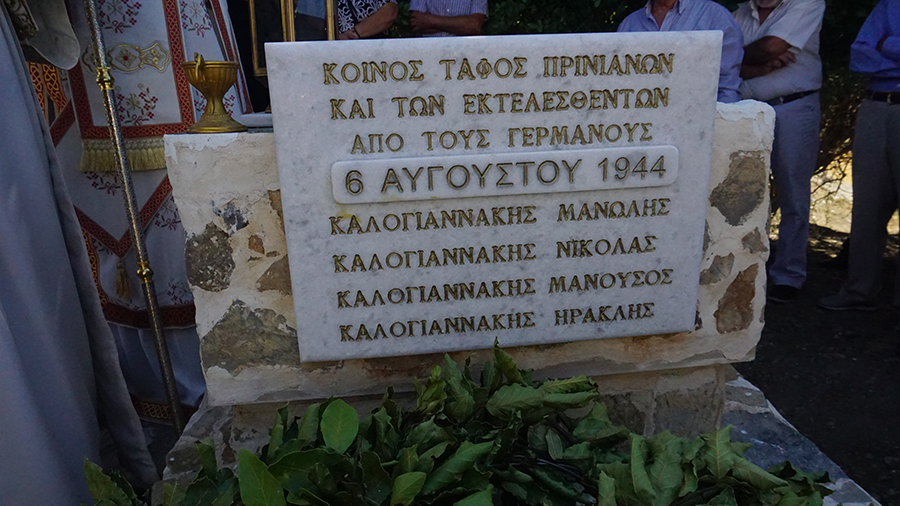 ΚΟΙΝΟΣ ΤΑΦΟΣ ΠΡΙΝΙΑΝΩΝ
ΚΑΙ ΤΩΝ ΕΚΤΕΛΕΣΘΕΝΤΩΝ
ΑΠΟ ΤΟΥΣ ΓΕΡΜΑΝΟΥΣ
6 ΑΥΓΟΥΣΤΟΥ 1944
ΚΑΛΟΓΙΑΝΝΑΚΗΣ ΜΑΝΩΛΗΣ
ΚΑΛΟΓΙΑΝΝΑΚΗΣ ΝΙΚΟΛΑΣ
ΚΑΛΟΓΙΑΝΝΑΚΗΣ ΜΑΝΟΥΣΟΣ
ΚΑΛΟΓΙΑΝΝΑΚΗΣ ΗΡΑΚΛΗΣ